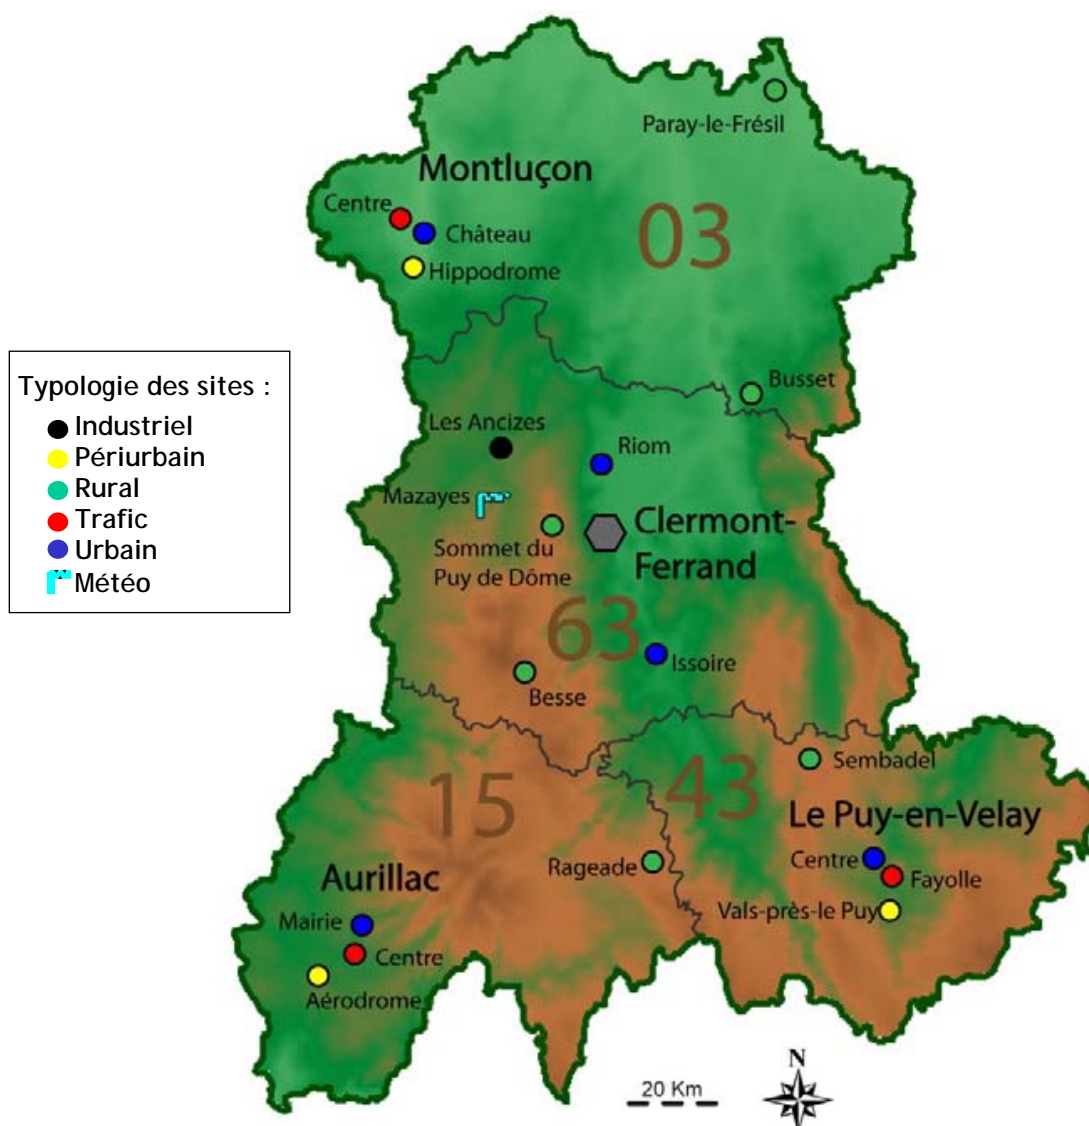 Paray-le-Frésil
Montluçon
Centre
Château
Hippodrome
03
Typologie des sites :
Industriel
Périurbain
Rural
Trafic
Urbain
Météo
Busset
Les Ancizes
Riom
Mazayes
Clermont-
Ferrand
Sommet du
Puy de Dôme
63
Issoire
Besse
Sembadel
43
15
Le Puy-en-Velay
Centre
Fayolle
Vals-près-le Puy
Rageade
Aurillac
Mairie
Centre
Aérodrome
20 Km
N